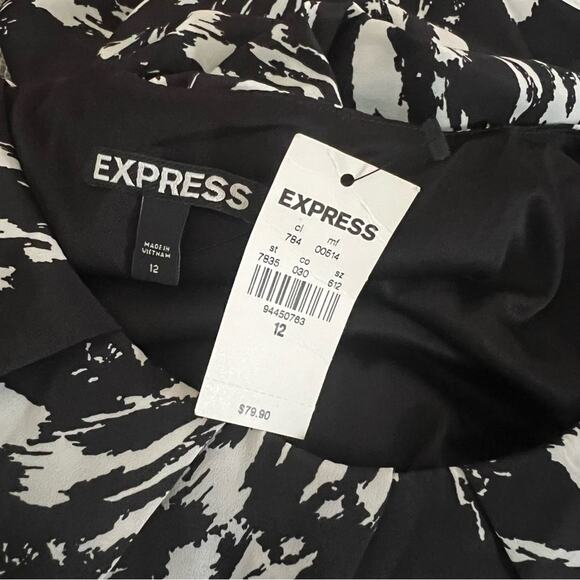 EXPRESS
MADE IN
VIETNAM
12
EXPRESS
cl mf
784 00514
st co sz
7835 030 612
94450783
12
$79.90